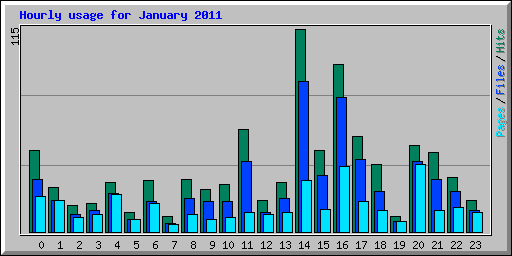 Hourly usage for January 2011
115
Pages/Files/Hits
0 1 2 3 4 5 6 7 8 9 10 11 12 13 14 15 16 17 18 19 20 21 22 23